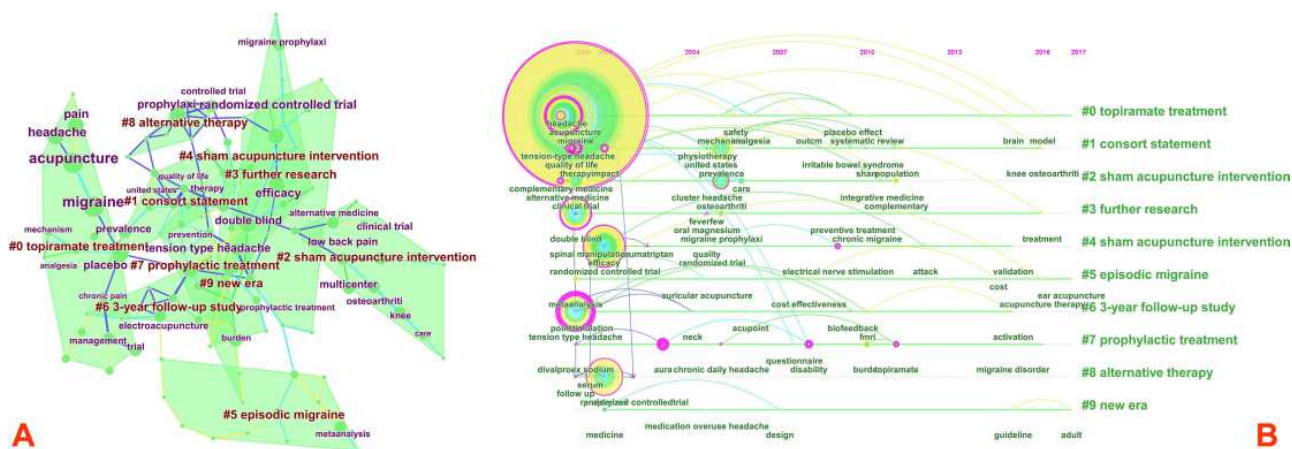 migraine prophylaxi
controlled trial
prophylaxi randomized controlled trial
pain
#8 alternative therapy
headache
acupuncture
#4 sham acupuncture intervention
quality of life
#3 further research
united states
therapy
efficacy
migraine
#1 consort statement
alternative medicine
double blind
clinical trial
mechanism
prevalence
prevention
low back pain
#0 topiramate treatment
tension type headache
#2 sham acupuncture intervention
analgesia
placebo
#7 prophylactic treatment
#9 new era
multicenter
chronic pain
#6 3-year follow-up study
prophylactic treatment
osteoarthriti
electroacupuncture
knee
management
trial
burden
care
#5 episodic migraine
metaanalysis
A
2004
2007
2010
2013
2016
2017
headache
acupuncture
migraine
safety
placebo effect
#0 topiramate treatment
analgesia
outcm
systematic review
brain
model
#1 consort statement
tension-type headache
physiotherapy
quality of life
united states
irritable bowel syndrome
therapy
impact
prevalence
population
knee osteoarthriti
#2 sham acupuncture intervention
complementary medicine
care
alternative medicine
cluster headache
integrative medicine
clinical trial
osteoarthriti
complementary
#3 further research
feverfew
oral magnesium
preventive treatment
double blind
migraine prophylaxi
chronic migraine
treatment
#4 sham acupuncture intervention
spinal manipulation
efficacy
quality
randomized controlled trial
randomized trial
electrical nerve stimulation
attack
validation
#5 episodic migraine
cost
auricular acupuncture
ear acupuncture
metaanalysis
cost effectiveness
acupuncture therapy
#6 3-year follow-up study
acupoint
biofeedback
tension type headache
neck
fmri
activation
#7 prophylactic treatment
questionnaire
divalproex sodium
aura
chronic daily headache
disability
topiramate
migraine disorder
#8 alternative therapy
serum
follow up
#9 new era
medication overuse headache
medicine
design
guideline
adult
B